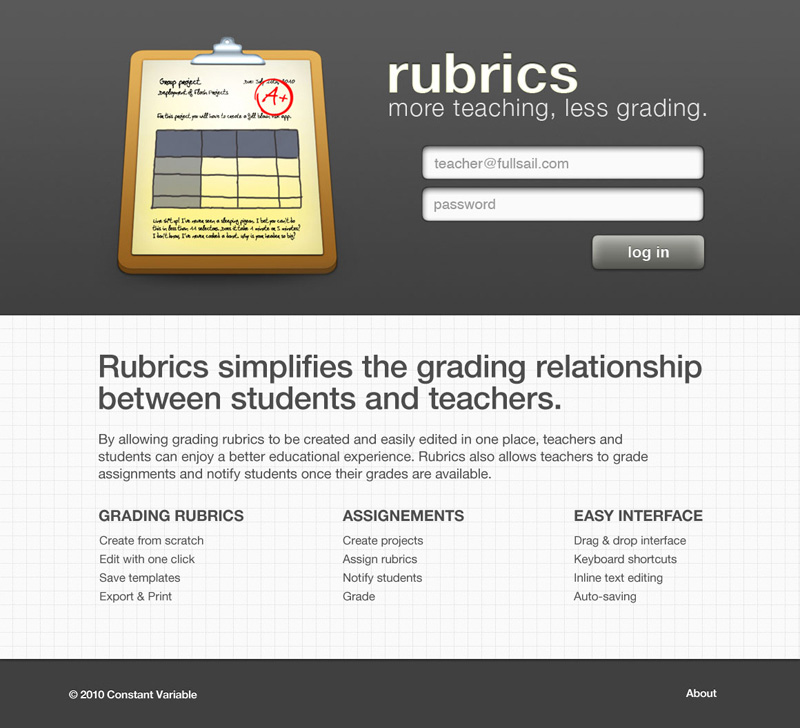 Group project
Deployment of Flash Projects
A+
For this project, you will have to create a full blown app.
rubrics
more teaching, less grading.
teacher@fullsail.com
password
log in
Rubrics simplifies the grading relationship
between students and teachers.
By allowing grading rubrics to be created and easily edited in one place, teachers and
students can enjoy a better educational experience. Rubrics also allows teachers to grade
assignments and notify students once their grades are available.
GRADING RUBRICS
Create from scratch
Edit with one click
Save templates
Export & Print
ASSIGNEMENTS
Create projects
Assign rubrics
Notify students
Grade
EASY INTERFACE
Drag & drop interface
Keyboard shortcuts
Inline text editing
Auto-saving
© 2010 Constant Variable
About